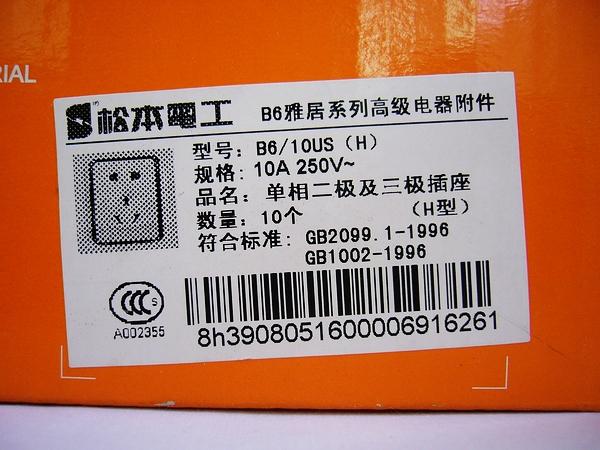 RIAL
松本電工 B6雅居系列高级电器附件
型号: B6/10US（H）
规格: 10A 250V~
品名: 单相二极及三极插座
（H型）
数量: 10个
符合标准: GB2099.1-1996
GB1002-1996
CCC S
A002355
8h3908051600006916261